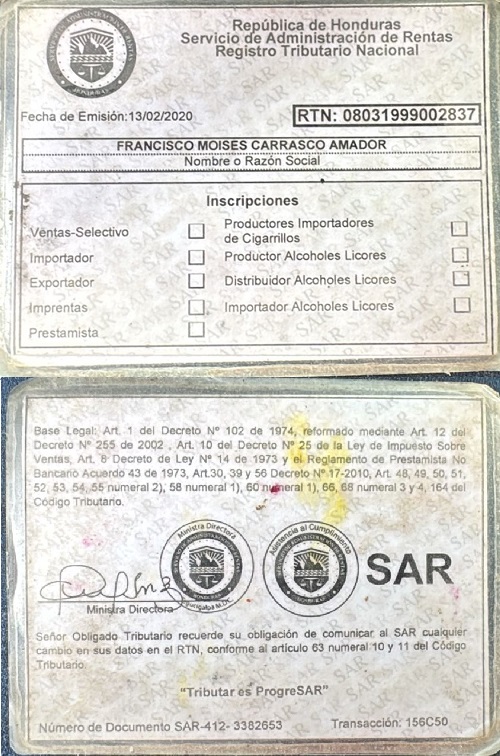 República de Honduras
Servicio de Administración de Rentas
Registro Tributario Nacional
Fecha de Emisión:13/02/2020
RTN: 08031999002837
FRANCISCO MOISES CARRASCO AMADOR
Nombre o Razón Social
Inscripciones
Ventas-Selectivo
Productores Importadores
de Cigarrillos
Importador
Productor Alcoholes Licores
Exportador
Distribuidor Alcoholes Licores
Imprentas
Importador Alcoholes Licores
Prestamista
Base Legal: Art. 1 del Decreto Nº 102 de 1974, reformado mediante Art. 12 del
Decreto Nº 255 de 2002 , Art. 10 del Decreto Nº 25 de la Ley de Impuesto Sobre
Ventas, Art. 8 Decreto de Ley Nº 14 de 1973 y el Reglamento de Prestamista No
Bancario Acuerdo 43 de 1973, Art.30, 39 y 56 Decreto Nº 17-2010, Art. 48, 49, 50, 51,
52, 53, 54, 55 numeral 2), 58 numeral 1), 60 numeral 1), 66, 68 numeral 3 y 4, 164 del
Código Tributario.
Ministra Directora
Asistencia al Cumplimiento
SAR
Ministra Directora
Tegucigalpa M.D.C.
Señor Obligado Tributario recuerde su obligación de comunicar al SAR cualquier
cambio en sus datos en el RTN, conforme al articulo 63 numeral 10 y 11 del Código
Tributario.
“Tributar es ProgreSAR”
Número de Documento SAR-412- 3382653
Transacción: 156C50